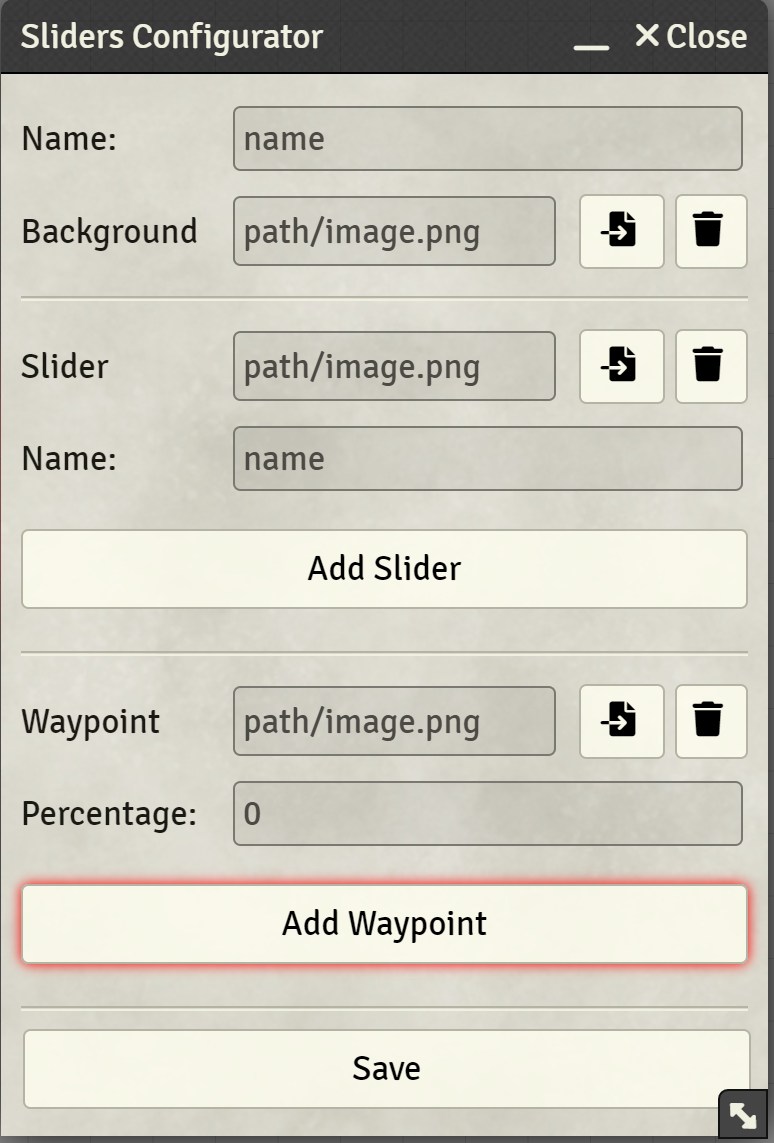 Sliders Configurator Close
Name: name
Background path/image.png
Slider path/image.png
Name: name
Add Slider
Waypoint path/image.png
Percentage: 0
Add Waypoint
Save